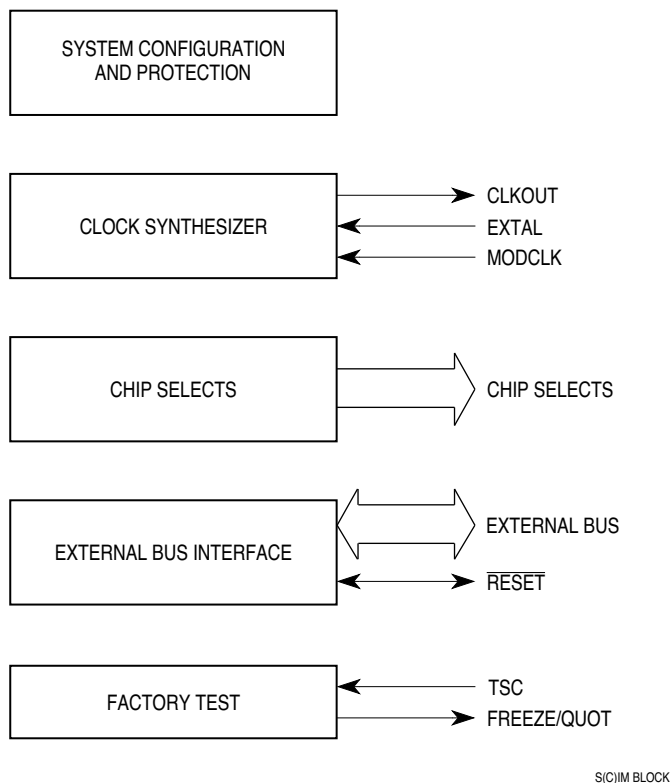 SYSTEM CONFIGURATION
AND PROTECTION
CLOCK SYNTHESIZER
CLKOUT
EXTAL
MODCLK
CHIP SELECTS
CHIP SELECTS
EXTERNAL BUS INTERFACE
EXTERNAL BUS
RESET
FACTORY TEST
TSC
FREEZE/QUOT
S(C)IM BLOCK